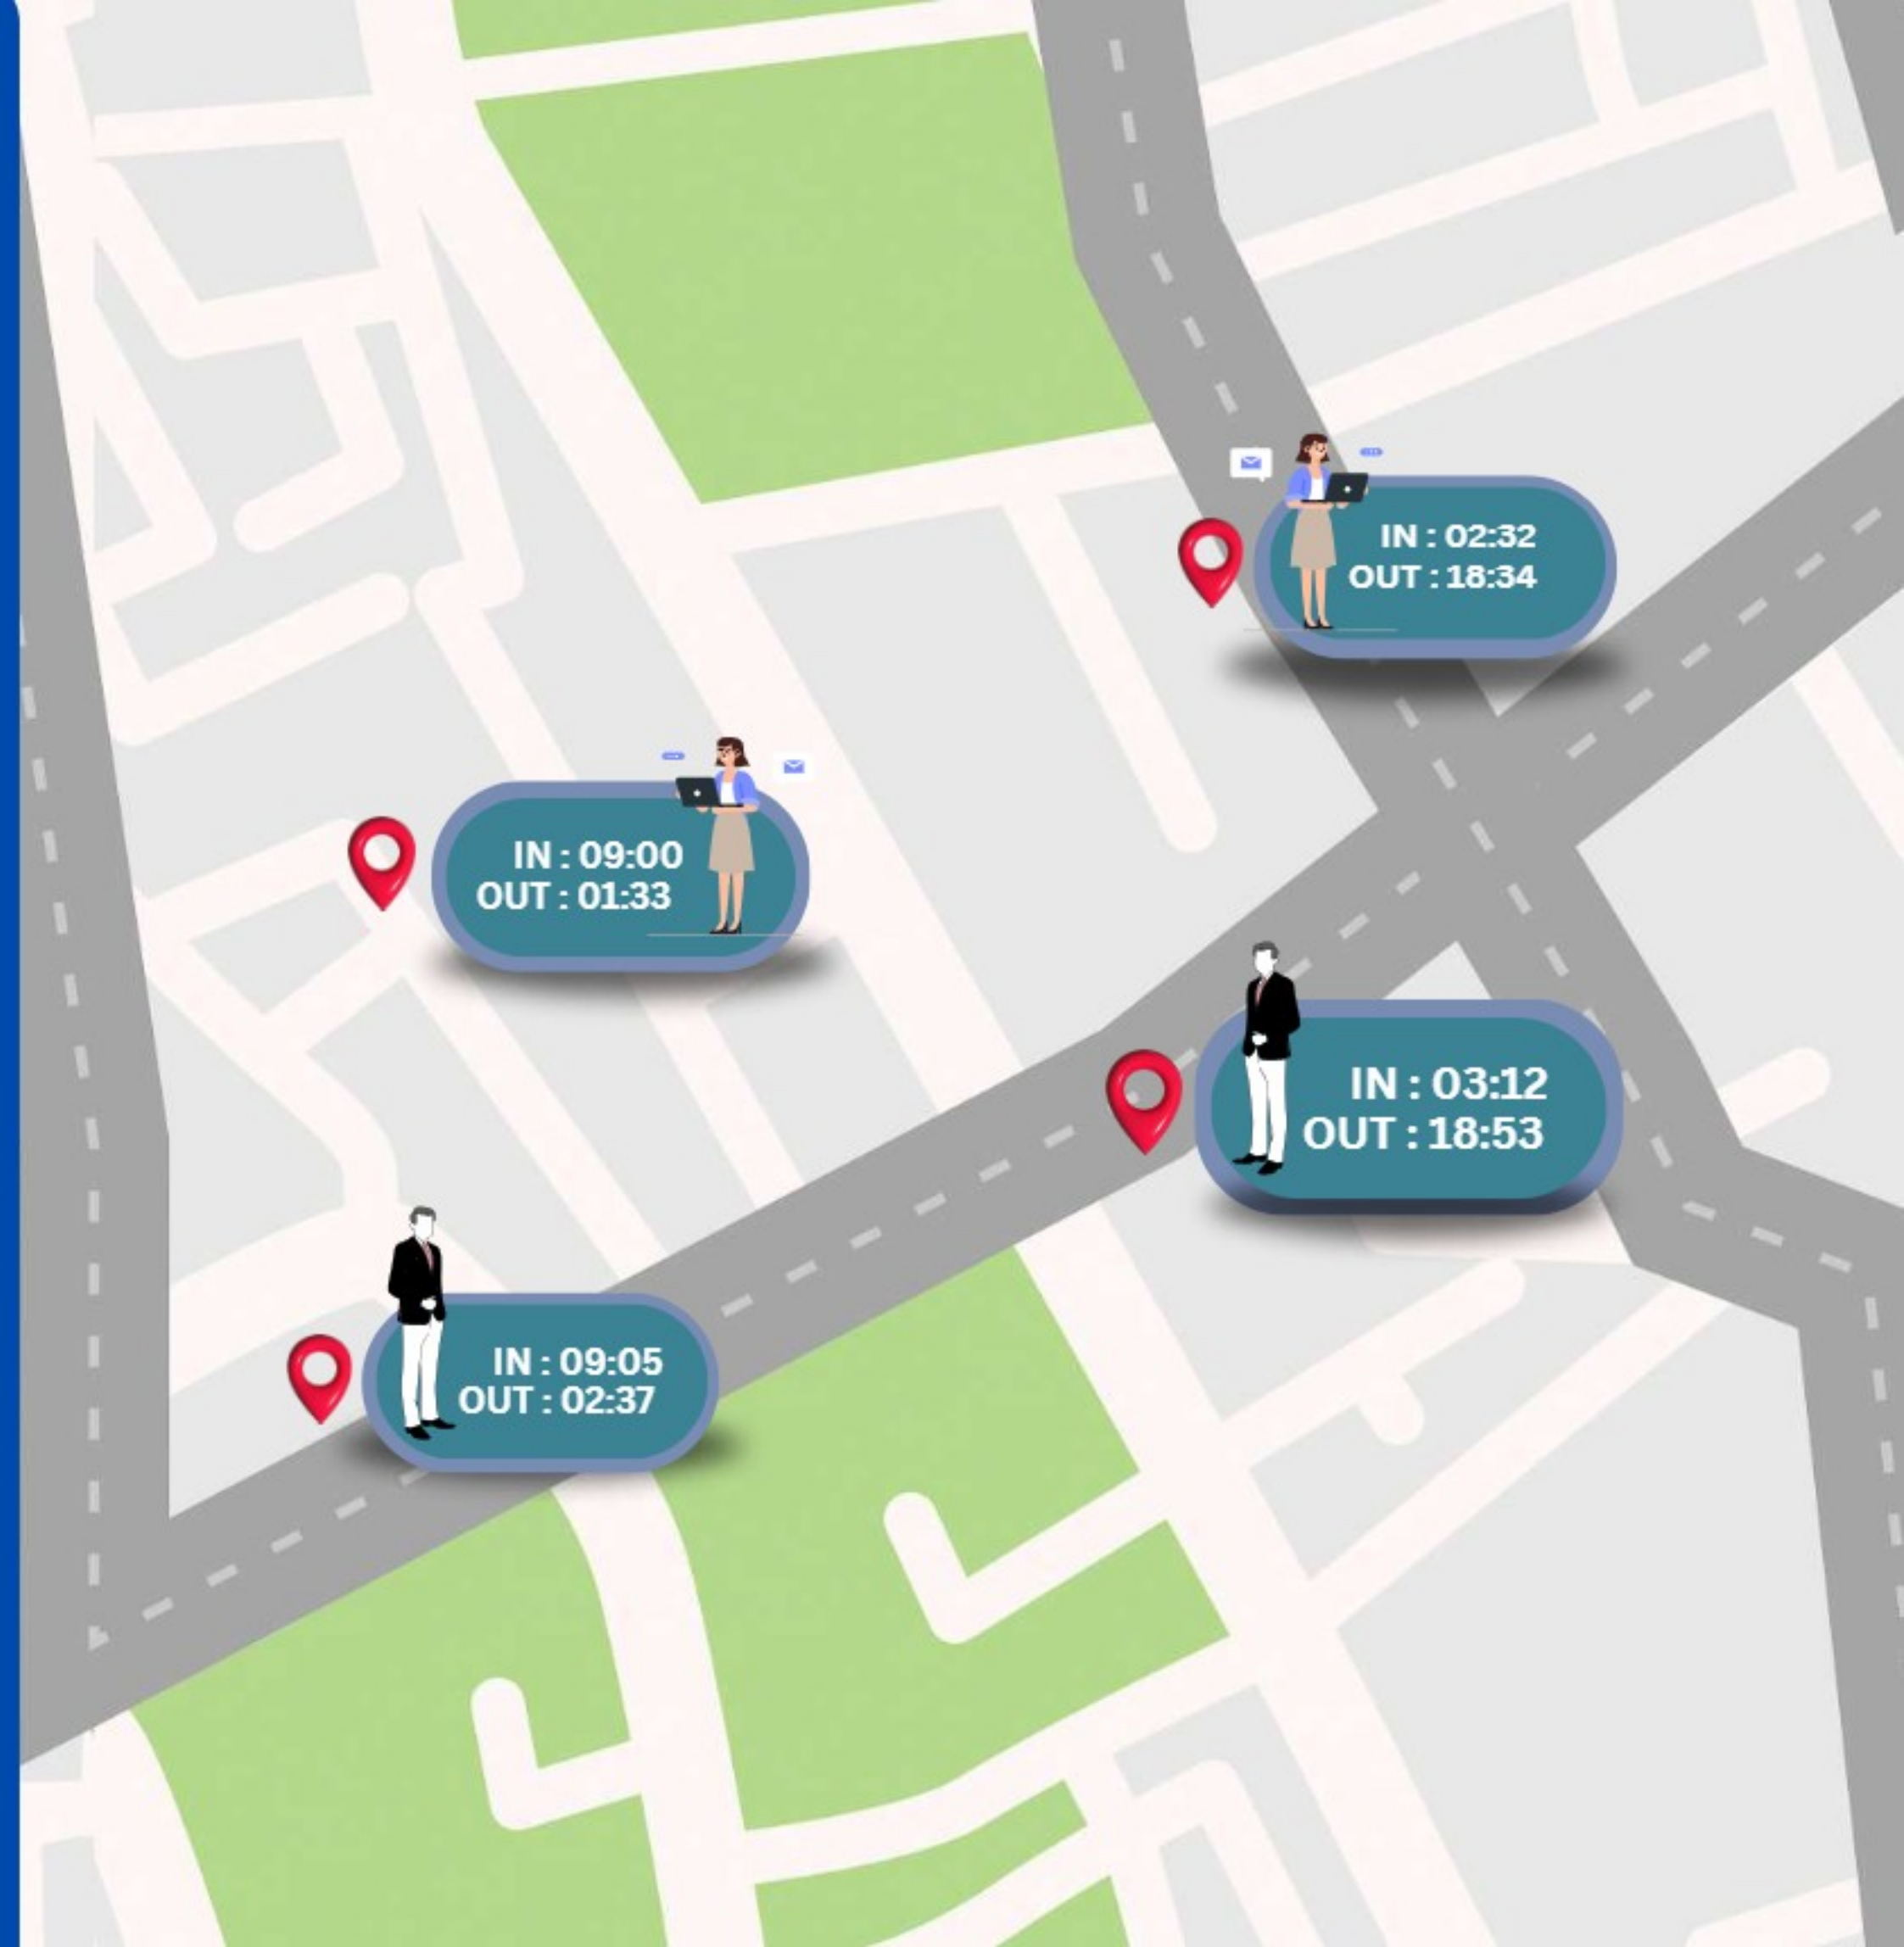 IN : 02:32
OUT : 18:34
IN : 09:00
OUT : 01:33
IN : 03:12
OUT : 18:53
IN : 09:05
OUT : 02:37